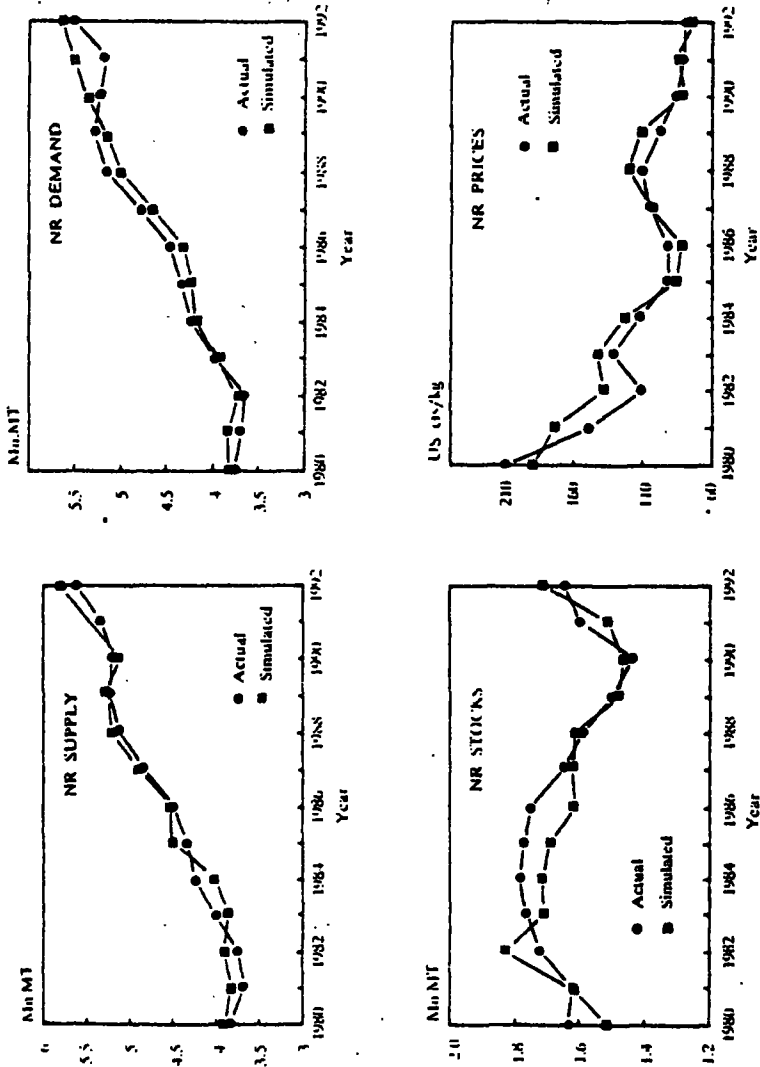 Mn.MT
NR SUPPLY
Actual
Simulated
6
5.5
5
4.5
4
3.5
3
1980
1982
1984
1986
1988
1990
1992
Year
Mn.MT
NR DEMAND
Actual
Simulated
5.5
5
4.5
4
3.5
3
1980
1982
1984
1986
1988
1990
1992
Year
Mn MT
NR STOCKS
Actual
Simulated
2.0
1.8
1.6
1.4
1.2
1980
1982
1984
1986
1988
1990
1992
Year
US cts/kg
NR PRICES
Actual
Simulated
210
160
110
60
1980
1982
1984
1986
1988
1990
1992
Year